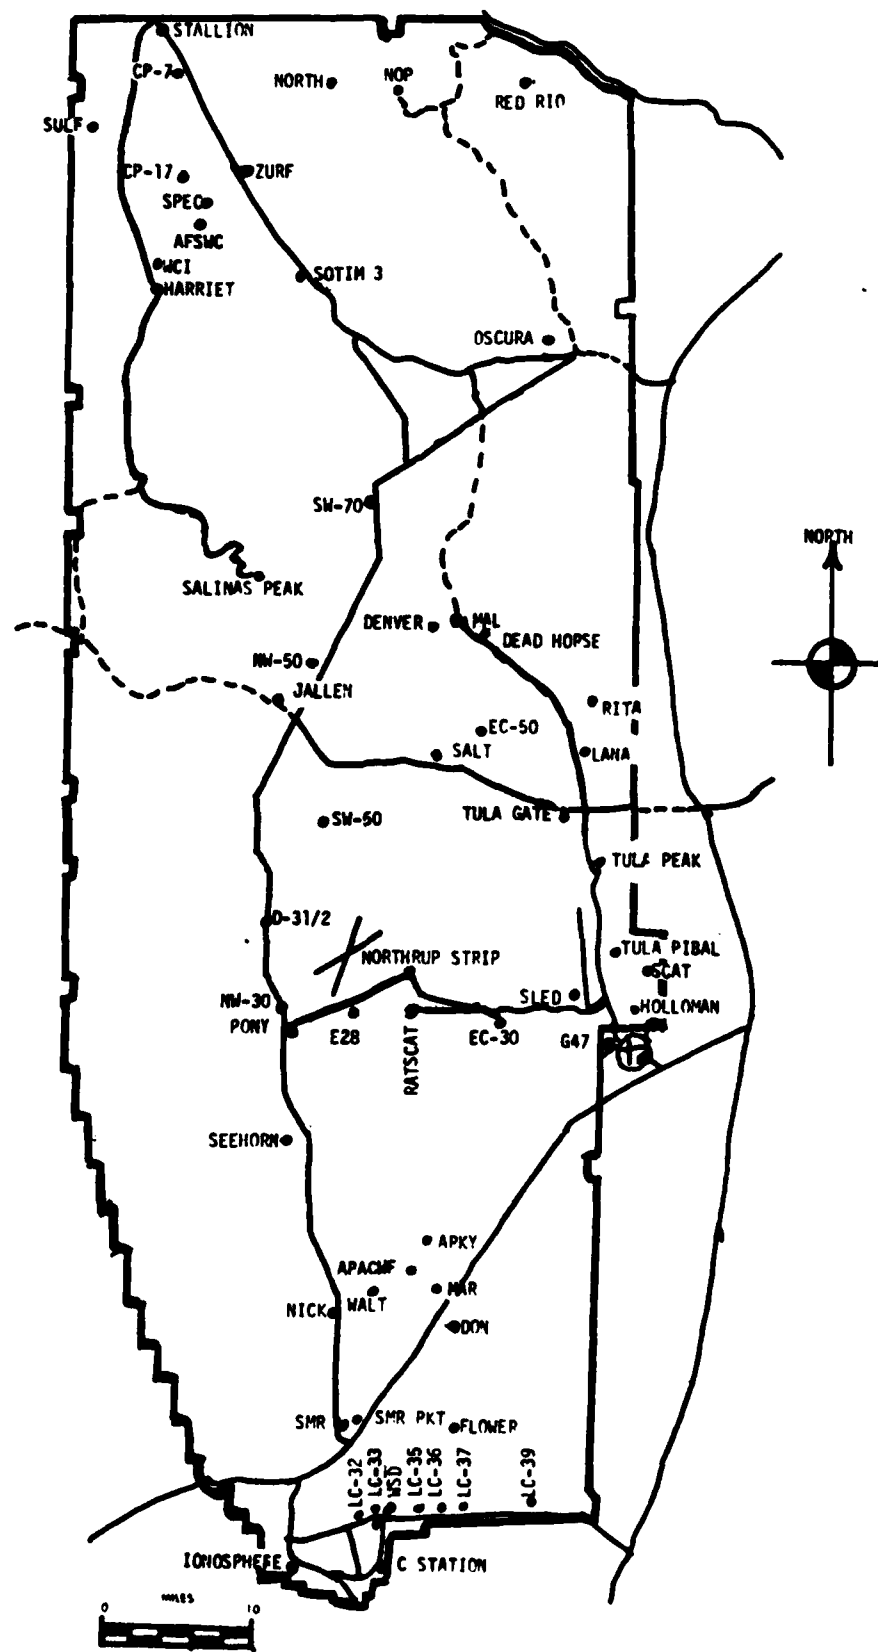 STALLION
CP-7
NORTH
NOP
RED RIO
SULF
CP-17
ZURF
SPEC
AFSWC
WCI
HARRIET
SOTIM 3
OSCURA
SW-70
NORTH
SALINAS PEAK
DENVER
MAL
DEAD HOPSE
NW-50
JALLEN
RITA
EC-50
SALT
LANA
SW-50
TULA GATE
TULA PEAK
D-31/2
NORTHRUP STRIP
TULA PIBAL
SCAT
NW-30
SLED
HOLLOMAN
PONY
E28
RATSCAT
EC-30
G47
SEEHORN
APKY
APACHE
MAR
WALT
NICK
DON
SMR
SMR PKT
FLOWER
LC-32
LC-33
WSD
LC-35
LC-36
LC-37
LC-39
IONOSPHERE
C STATION
0 MILES 10